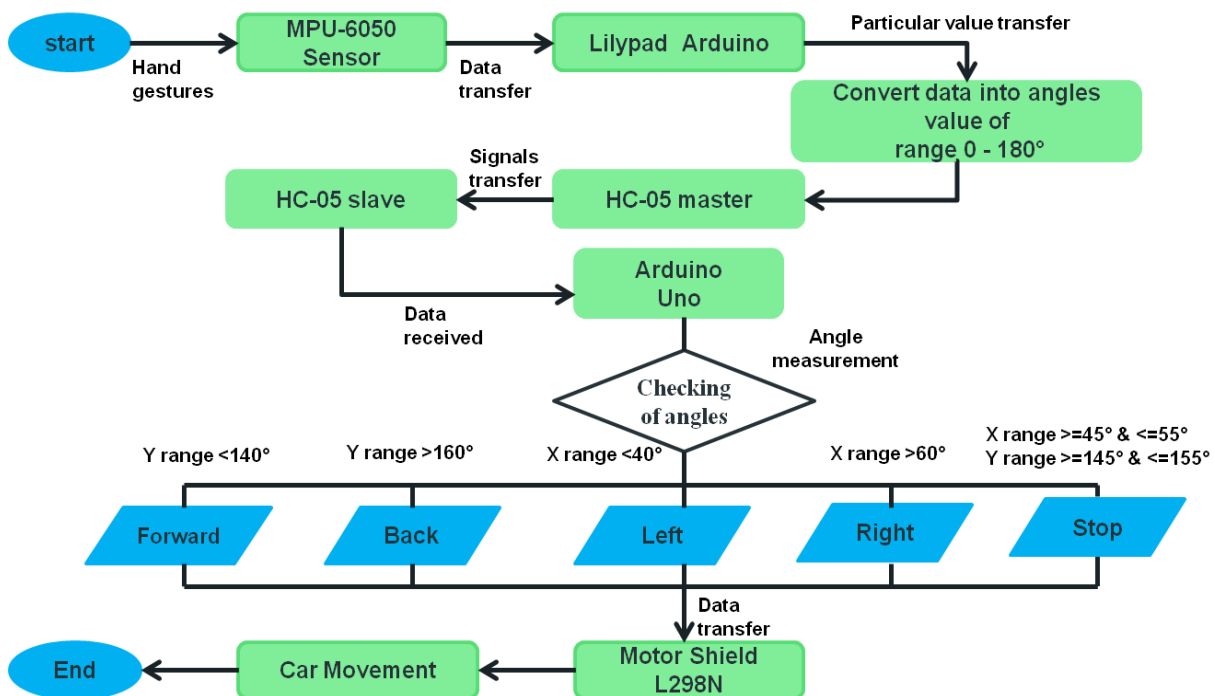 start
Hand
gestures
MPU-6050
Sensor
Data
transfer
Lilypad Arduino
Particular value transfer
Convert data into angles
value of
range 0 - 180°
HC-05 master
Signals
transfer
HC-05 slave
Data
received
Arduino
Uno
Angle
measurement
Checking
of angles
Y range <140°
Y range >160°
X range <40°
X range >60°
X range >=45° & <=55°
Y range >=145° & <=155°
Forward
Back
Left
Right
Stop
Data
transfer
Motor Shield
L298N
Car Movement
End